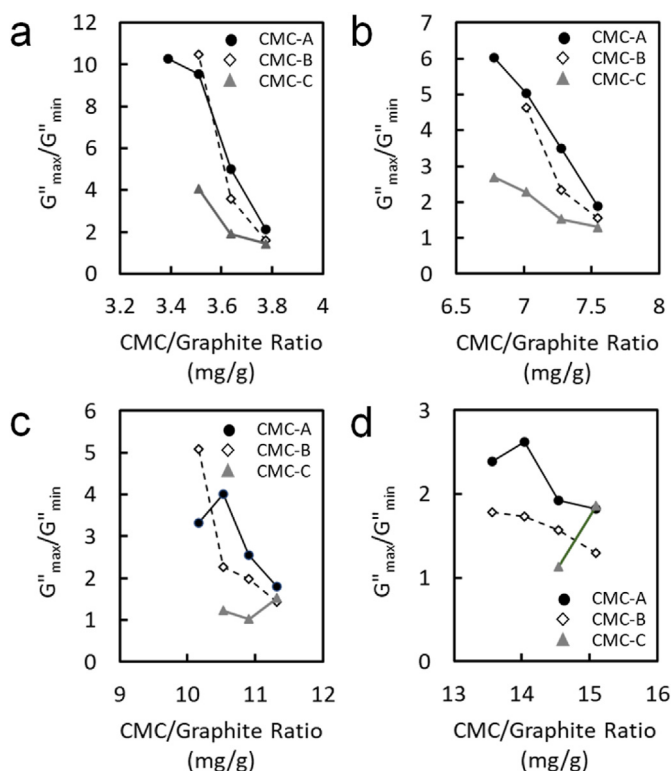 a
12
10
8
6
4
2
0
G''max/G''min
CMC-A
CMC-B
CMC-C
3.2 3.4 3.6 3.8 4
CMC/Graphite Ratio
(mg/g)
b
7
6
5
4
3
2
1
0
G''max/G''min
CMC-A
CMC-B
CMC-C
6.5 7 7.5 8
CMC/Graphite Ratio
(mg/g)
c
6
5
4
3
2
1
0
G''max/G''min
CMC-A
CMC-B
CMC-C
9 10 11 12
CMC/Graphite Ratio
(mg/g)
d
3
2
1
0
G''max/G''min
CMC-A
CMC-B
CMC-C
13 14 15 16
CMC/Graphite Ratio
(mg/g)